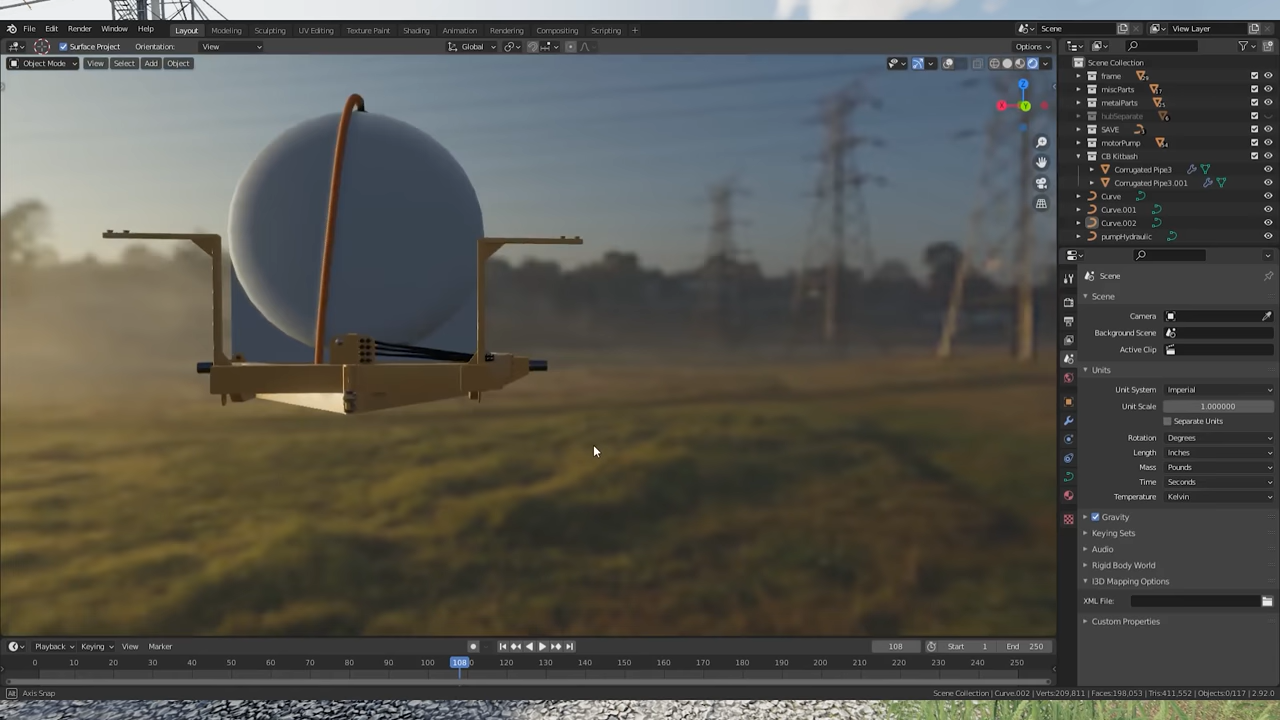 File Edit Render Window Help Layout Modeling Sculpting UV Editing Texture Paint Shading Animation Rendering Compositing Scripting + Scene View Layer
Surface Project Orientation: View Global Options
Object Mode View Select Add Object
Scene Collection
frame
miscParts
metalParts
hubSeparate
SAVE
motorPump
CB Kitbash
Corrugated Pipe3
Corrugated Pipe3.001
Curve
Curve.001
Curve.002
pumpHydraulic
Scene
Scene
Camera
Background Scene
Active Clip
Units
Unit System Imperial
Unit Scale 1.000000
Separate Units
Rotation Degrees
Length Inches
Mass Pounds
Time Seconds
Temperature Kelvin
Gravity
Keying Sets
Audio
Rigid Body World
I3D Mapping Options
XML File:
Custom Properties
Playback Keying View Marker 108 Start 1 End 250
0 10 20 30 40 50 60 70 80 90 100 108 120 130 140 150 160 170 180 190 200 210 220 230 240 250
Axis Snap Scene Collection | Curve.002 | Verts:209,811 | Faces:198,053 | Tris:411,552 | Objects:0/117 | 2.92.0